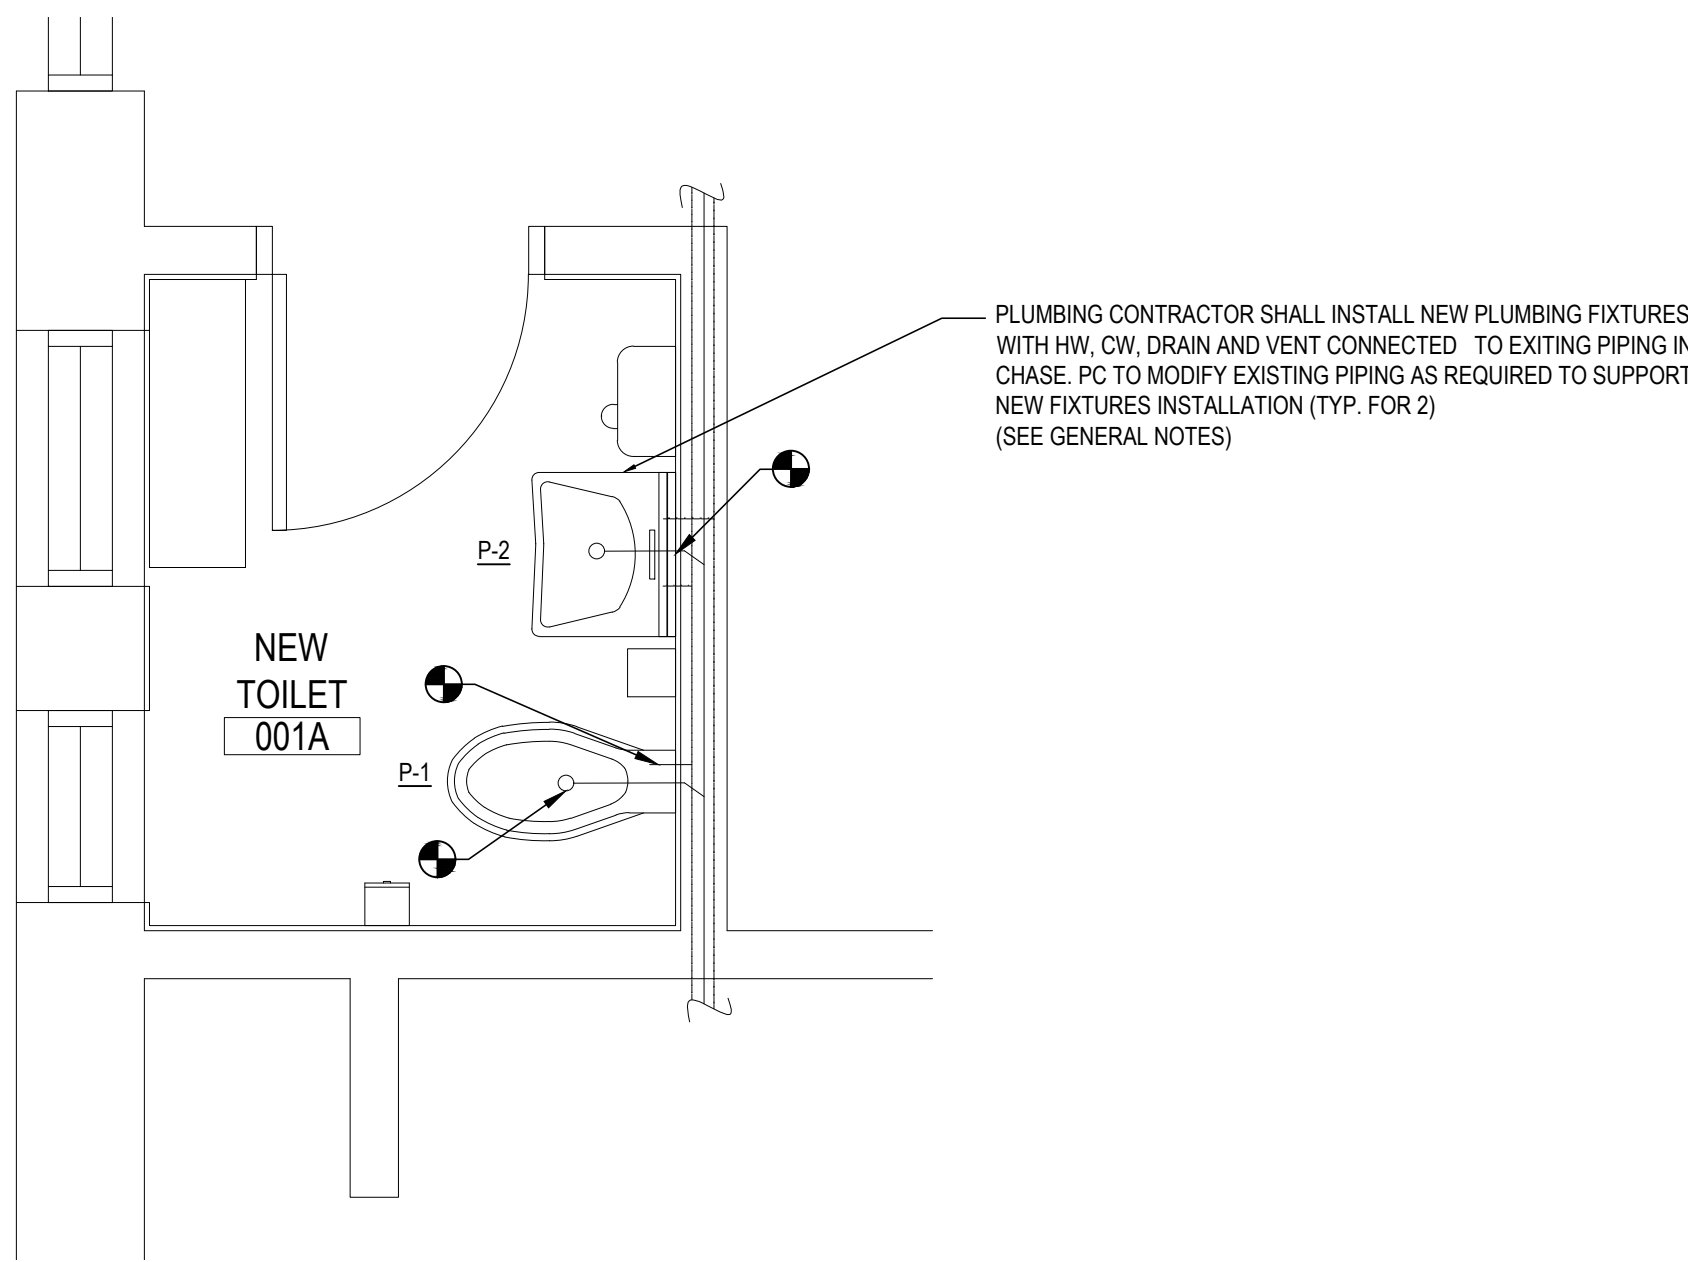 PLUMBING CONTRACTOR SHALL INSTALL NEW PLUMBING FIXTURES
WITH HW, CW, DRAIN AND VENT CONNECTED TO EXITING PIPING IN
CHASE. PC TO MODIFY EXISTING PIPING AS REQUIRED TO SUPPORT
NEW FIXTURES INSTALLATION (TYP. FOR 2)
(SEE GENERAL NOTES)
P-2
NEW
TOILET
001A
P-1